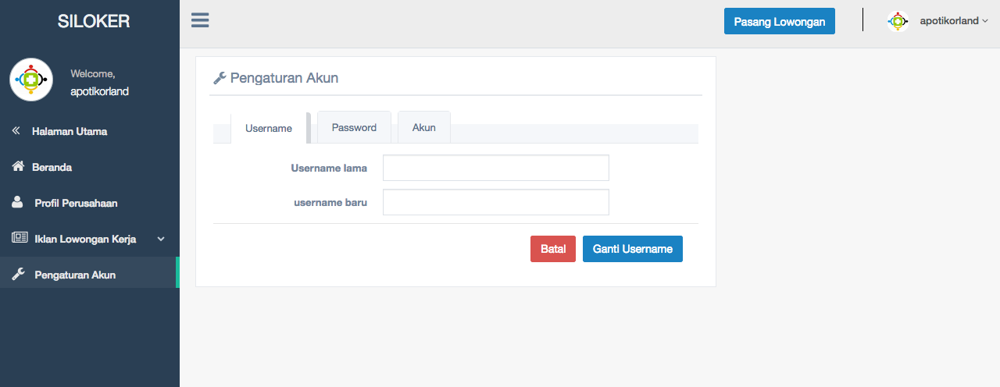 SILOKER
Pasang Lowongan
apotikorland
Welcome,
apotikorland
Halaman Utama
Beranda
Profil Perusahaan
Iklan Lowongan Kerja
Pengaturan Akun
Pengaturan Akun
Username
Password
Akun
Username lama
username baru
Batal
Ganti Username